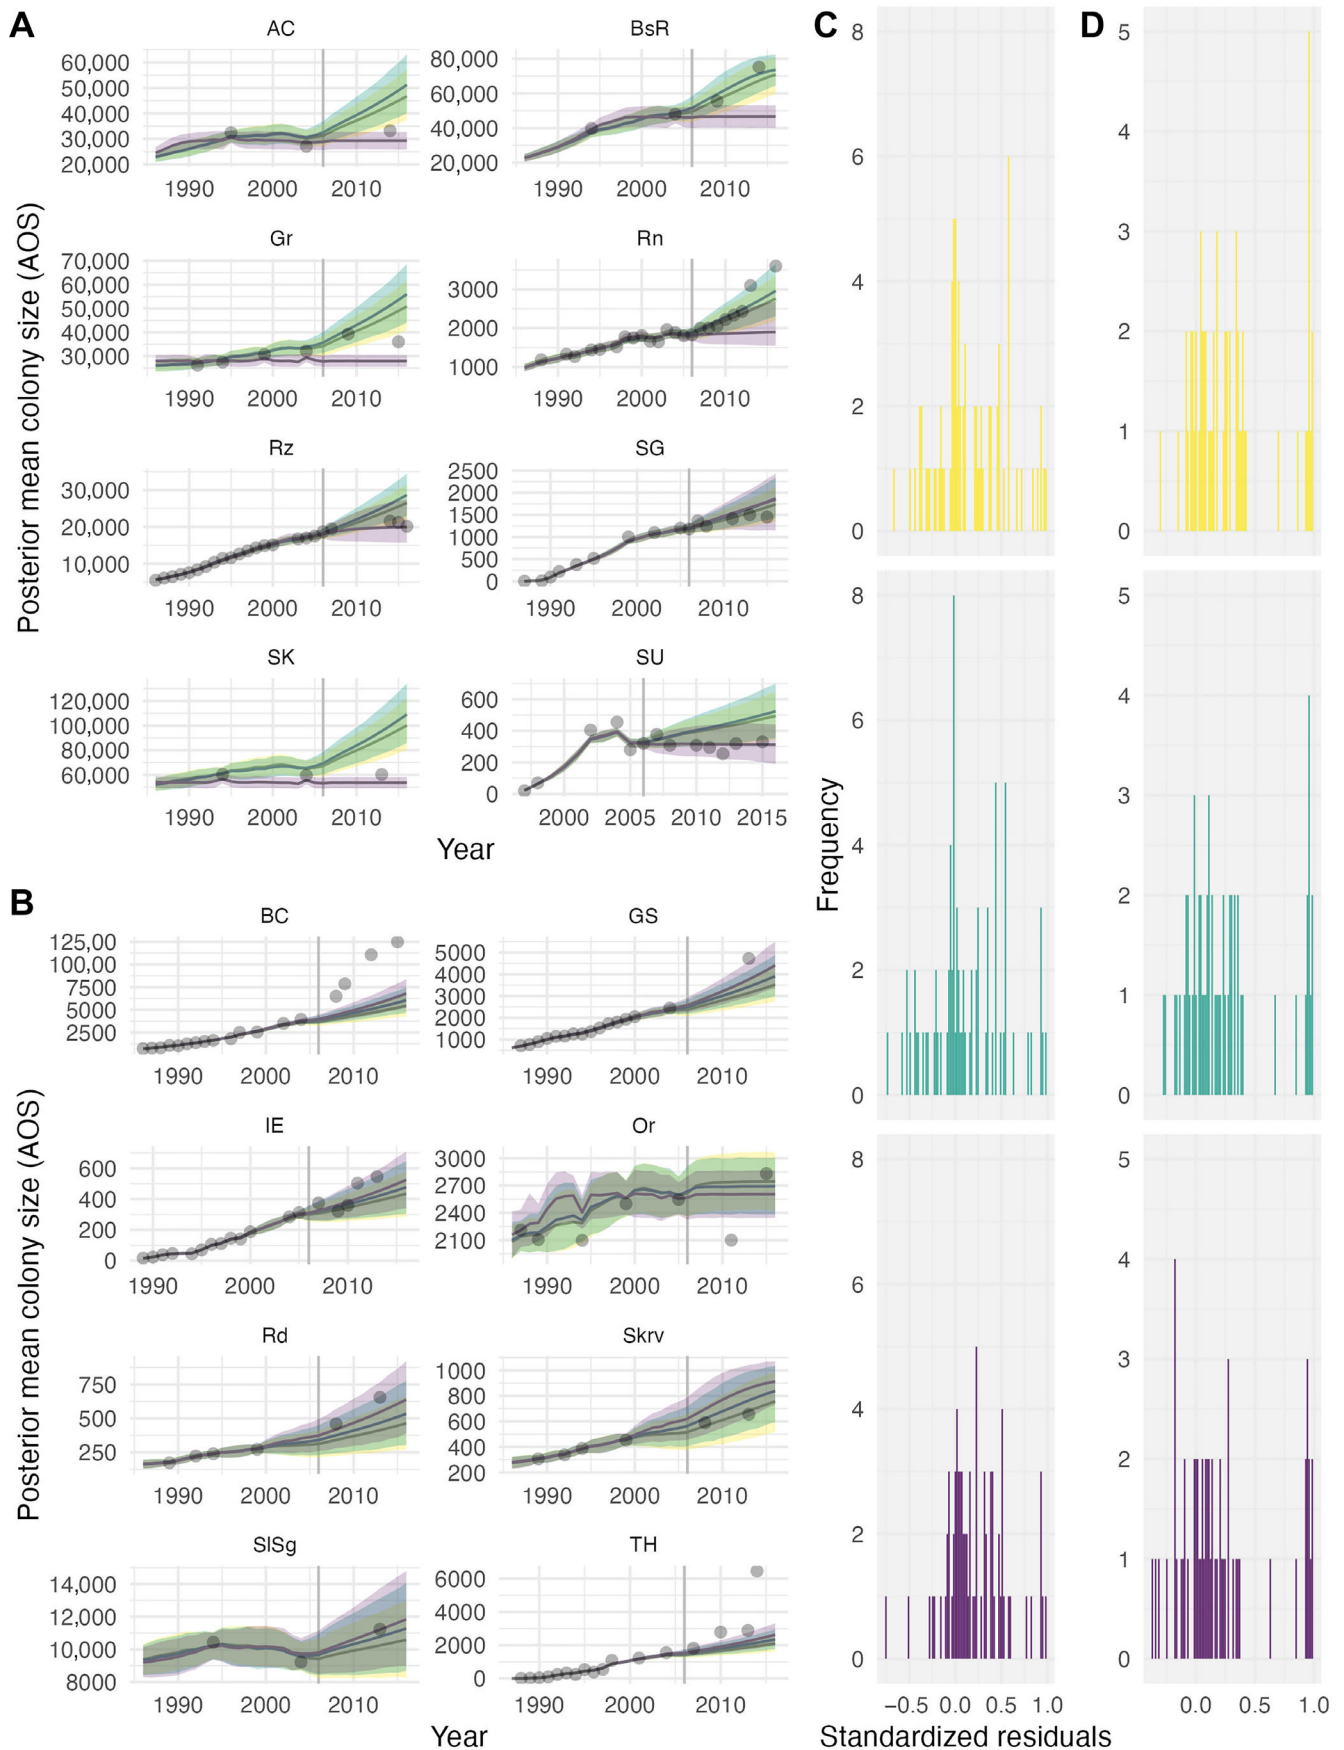 A
AC
60,000
50,000
40,000
30,000
20,000
1990 2000 2010
BsR
80,000
60,000
40,000
20,000
1990 2000 2010
Gr
70,000
60,000
50,000
40,000
30,000
1990 2000 2010
Rn
3000
2000
1000
1990 2000 2010
Rz
30,000
20,000
10,000
1990 2000 2010
SG
2500
2000
1500
1000
500
0
1990 2000 2010
SK
120,000
100,000
80,000
60,000
1990 2000 2010
SU
600
400
200
0
2000 2005 2010 2015
Posterior mean colony size (AOS)
Year
B
BC
125,00
100,00
7500
5000
2500
1990 2000 2010
GS
5000
4000
3000
2000
1000
1990 2000 2010
IE
600
400
200
0
1990 2000 2010
Or
3000
2700
2400
2100
1990 2000 2010
Rd
750
500
250
1990 2000 2010
Skrv
1000
800
600
400
200
1990 2000 2010
SlSg
14,000
12,000
10,000
8000
1990 2000 2010
TH
6000
4000
2000
0
1990 2000 2010
Posterior mean colony size (AOS)
Year
C
8
6
4
2
0
8
6
4
2
0
8
6
4
2
0
−0.5 0.0 0.5 1.0
Frequency
D
5
4
3
2
1
0
5
4
3
2
1
0
5
4
3
2
1
0
0.0 0.5 1.0
Standardized residuals